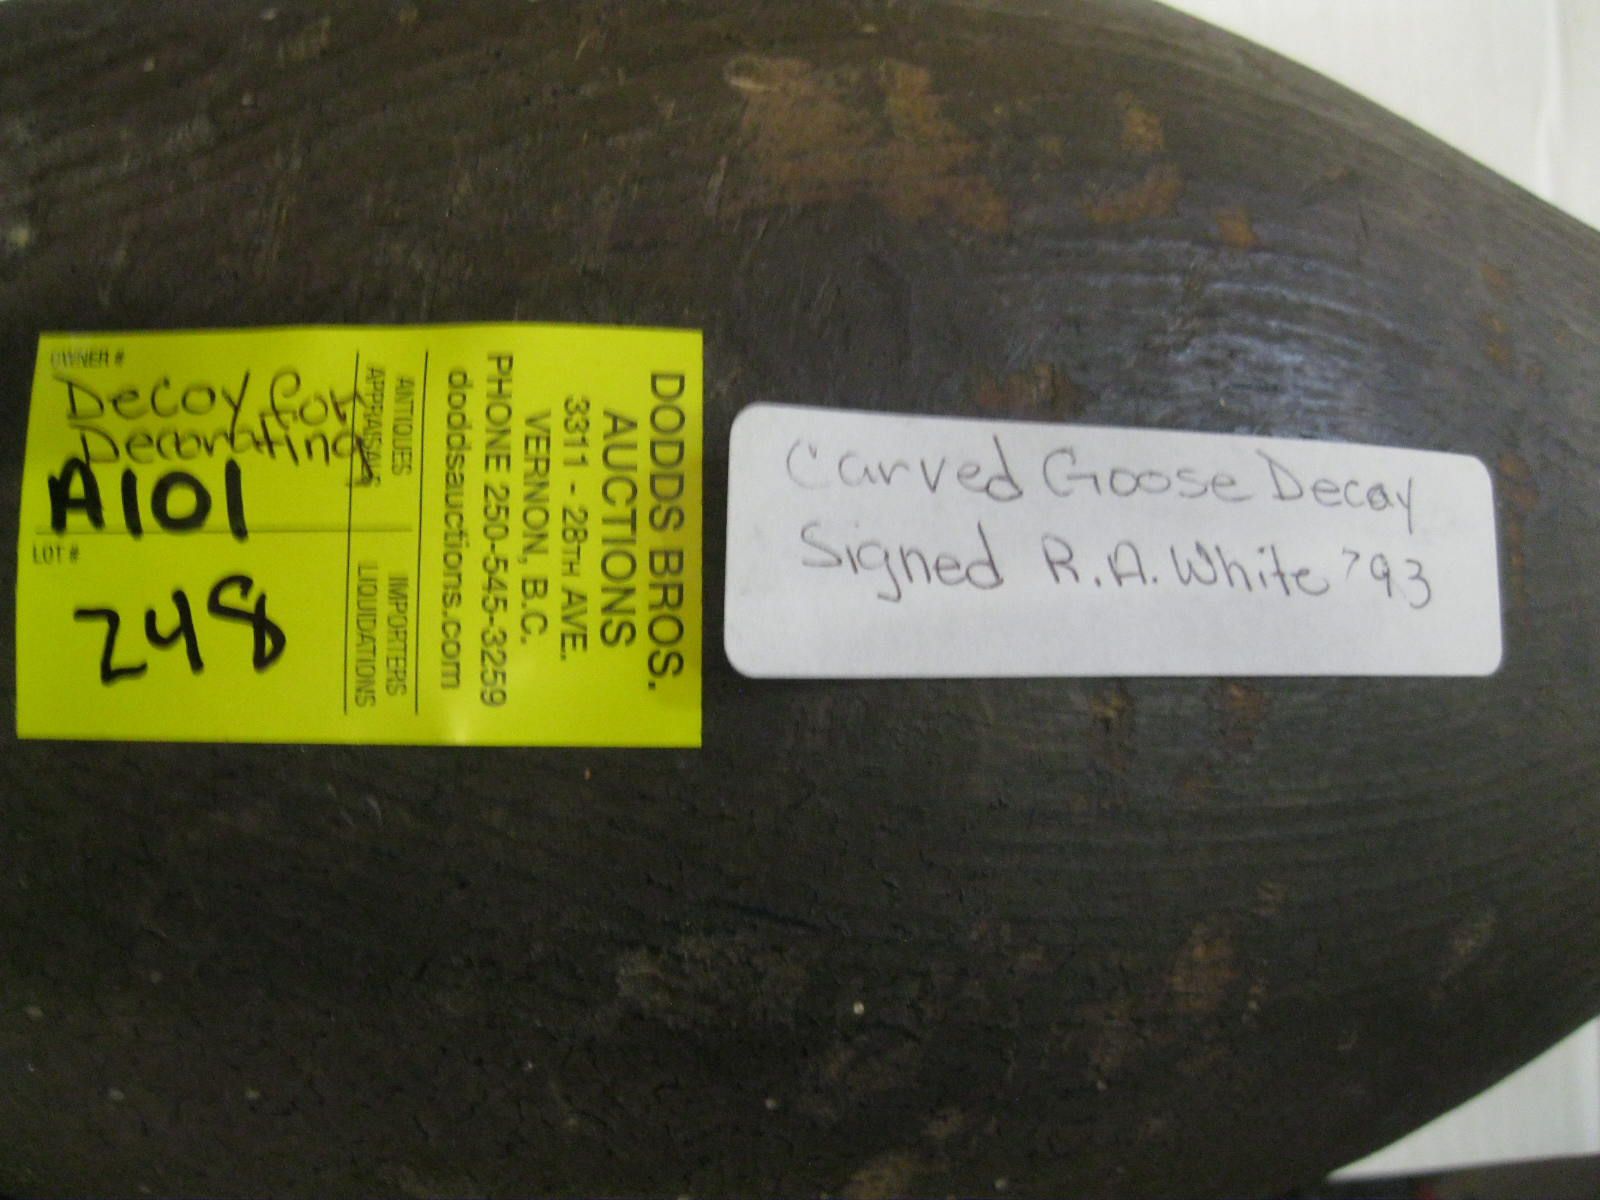 OWNER #
Decoy for
Decorating
A101
LOT #
248
DODDS BROS.
AUCTIONS
3311 - 28TH AVE.
VERNON, B.C.
PHONE 250-545-3259
doddsauctions.com
ANTIQUES IMPORTERS
APPRAISALS LIQUIDATIONS
Carved Goose Decoy
Signed R.A. White '93